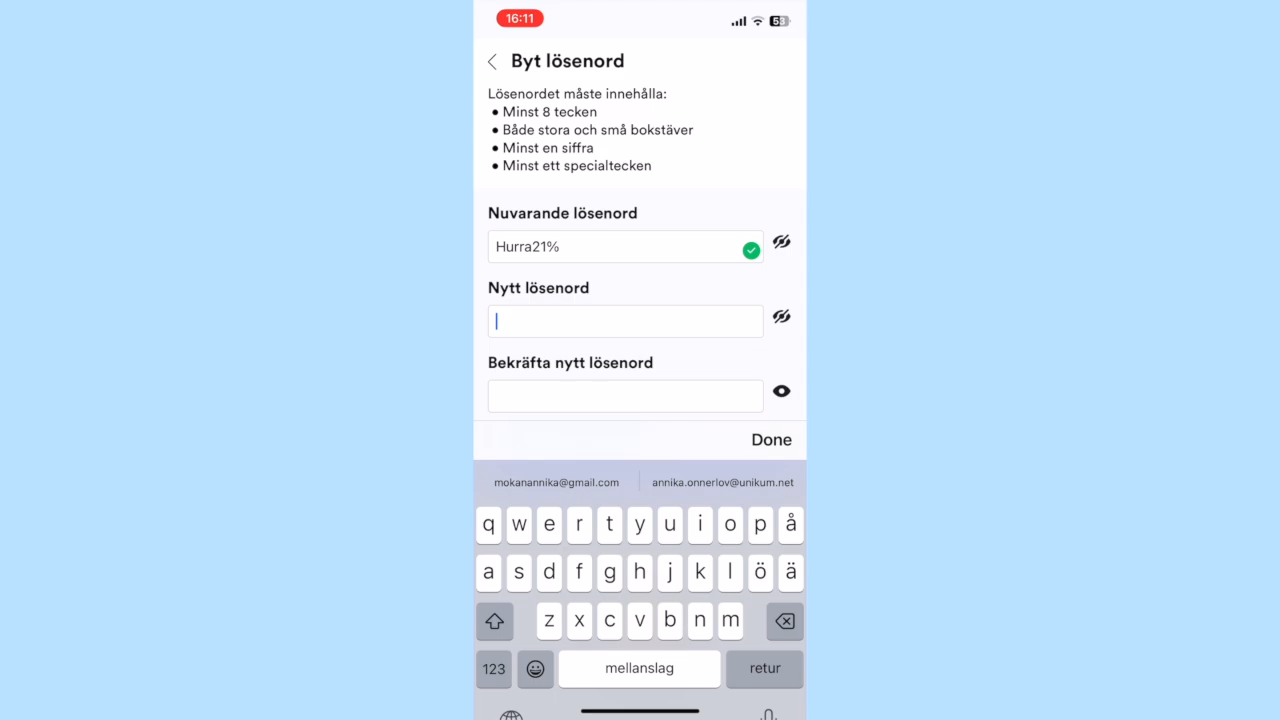 16:11
53
Byt lösenord
Lösenordet måste innehålla:
• Minst 8 tecken
• Både stora och små bokstäver
• Minst en siffra
• Minst ett specialtecken
Nuvarande lösenord
Hurra21%
Nytt lösenord
Bekräfta nytt lösenord
Done
mokanannika@gmail.com annika.onnerlov@unikum.net
q w e r t y u i o p å
a s d f g h j k l ö ä
z x c v b n m
123 mellanslag retur